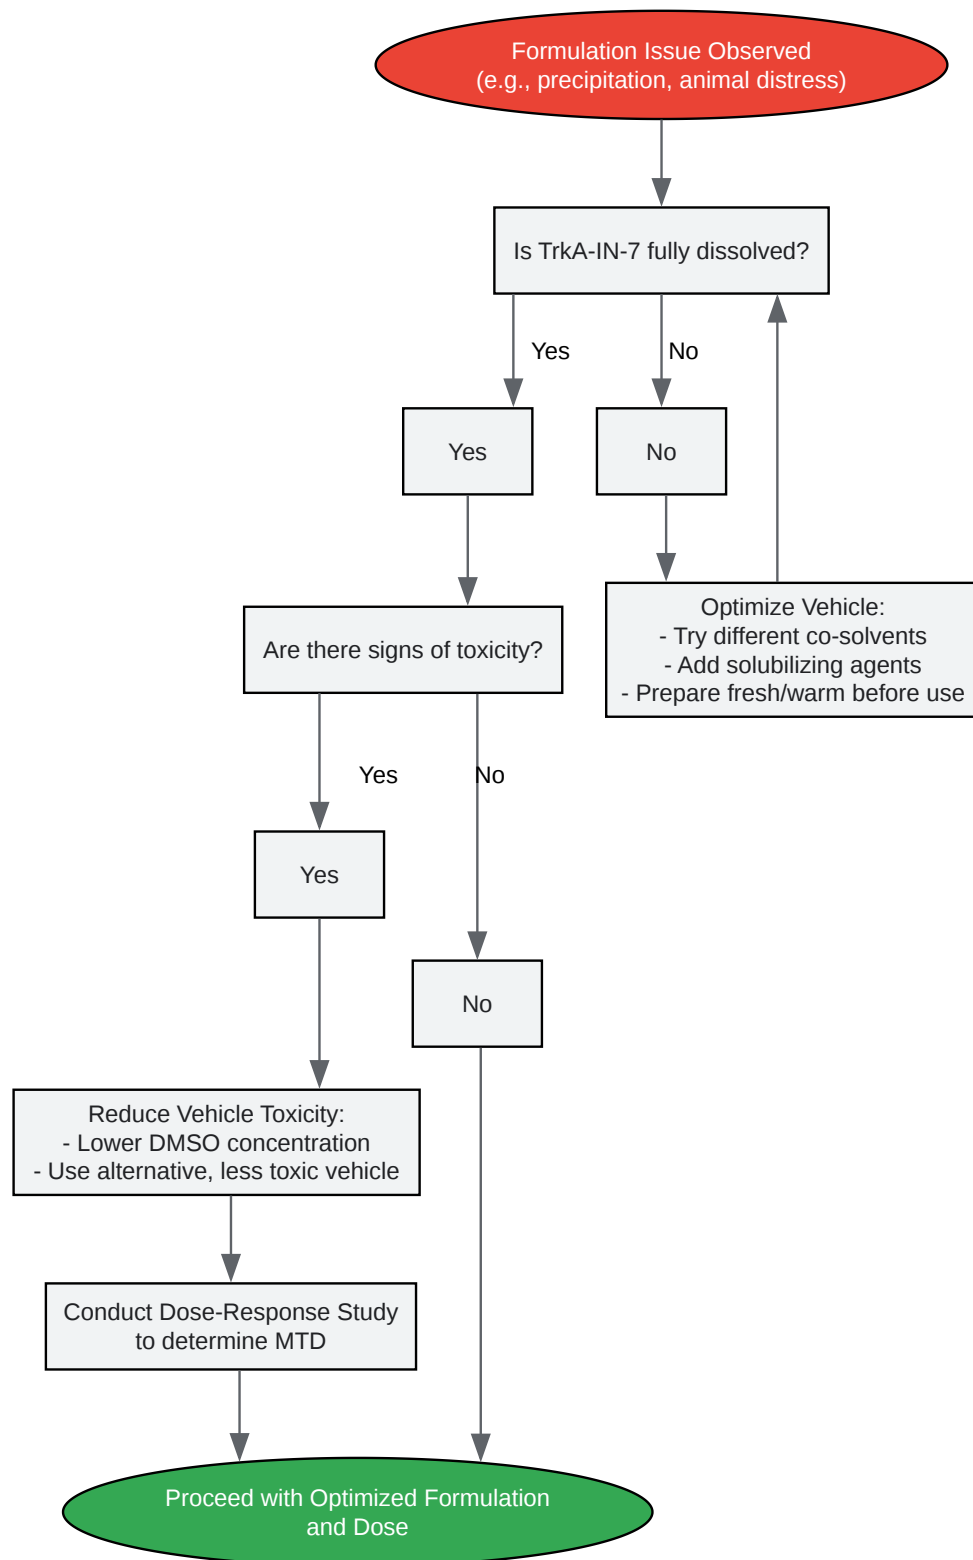 Formulation Issue Observed
(e.g., precipitation, animal distress)
Is TrkA-IN-7 fully dissolved?
Yes
No
Yes
No
Optimize Vehicle:
- Try different co-solvents
- Add solubilizing agents
- Prepare fresh/warm before use
Are there signs of toxicity?
Yes
No
Yes
No
Reduce Vehicle Toxicity:
- Lower DMSO concentration
- Use alternative, less toxic vehicle
Conduct Dose-Response Study
to determine MTD
Proceed with Optimized Formulation
and Dose